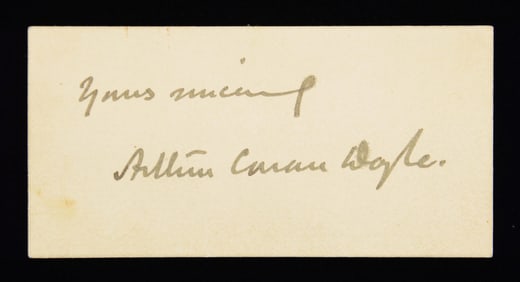 Yours sincerely
Arthur Conan Doyle.